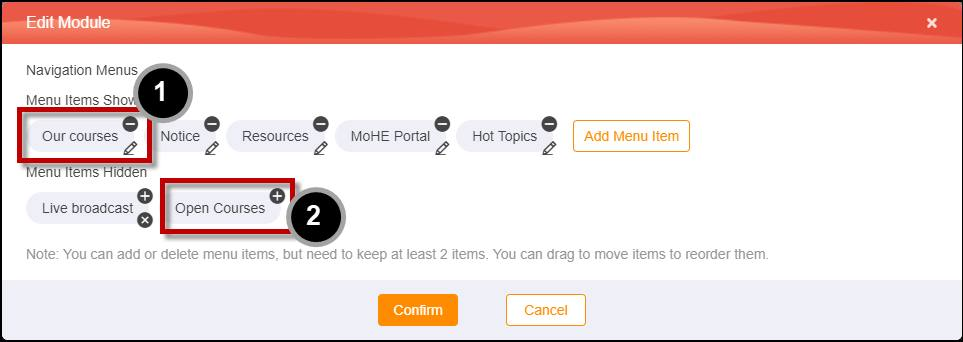 Edit Module
Navigation Menus
Menu Items Show
1
Our courses Notice Resources MoHE Portal Hot Topics Add Menu Item
Menu Items Hidden
Live broadcast Open Courses
2
Note: You can add or delete menu items, but need to keep at least 2 items. You can drag to move items to reorder them.
Confirm Cancel